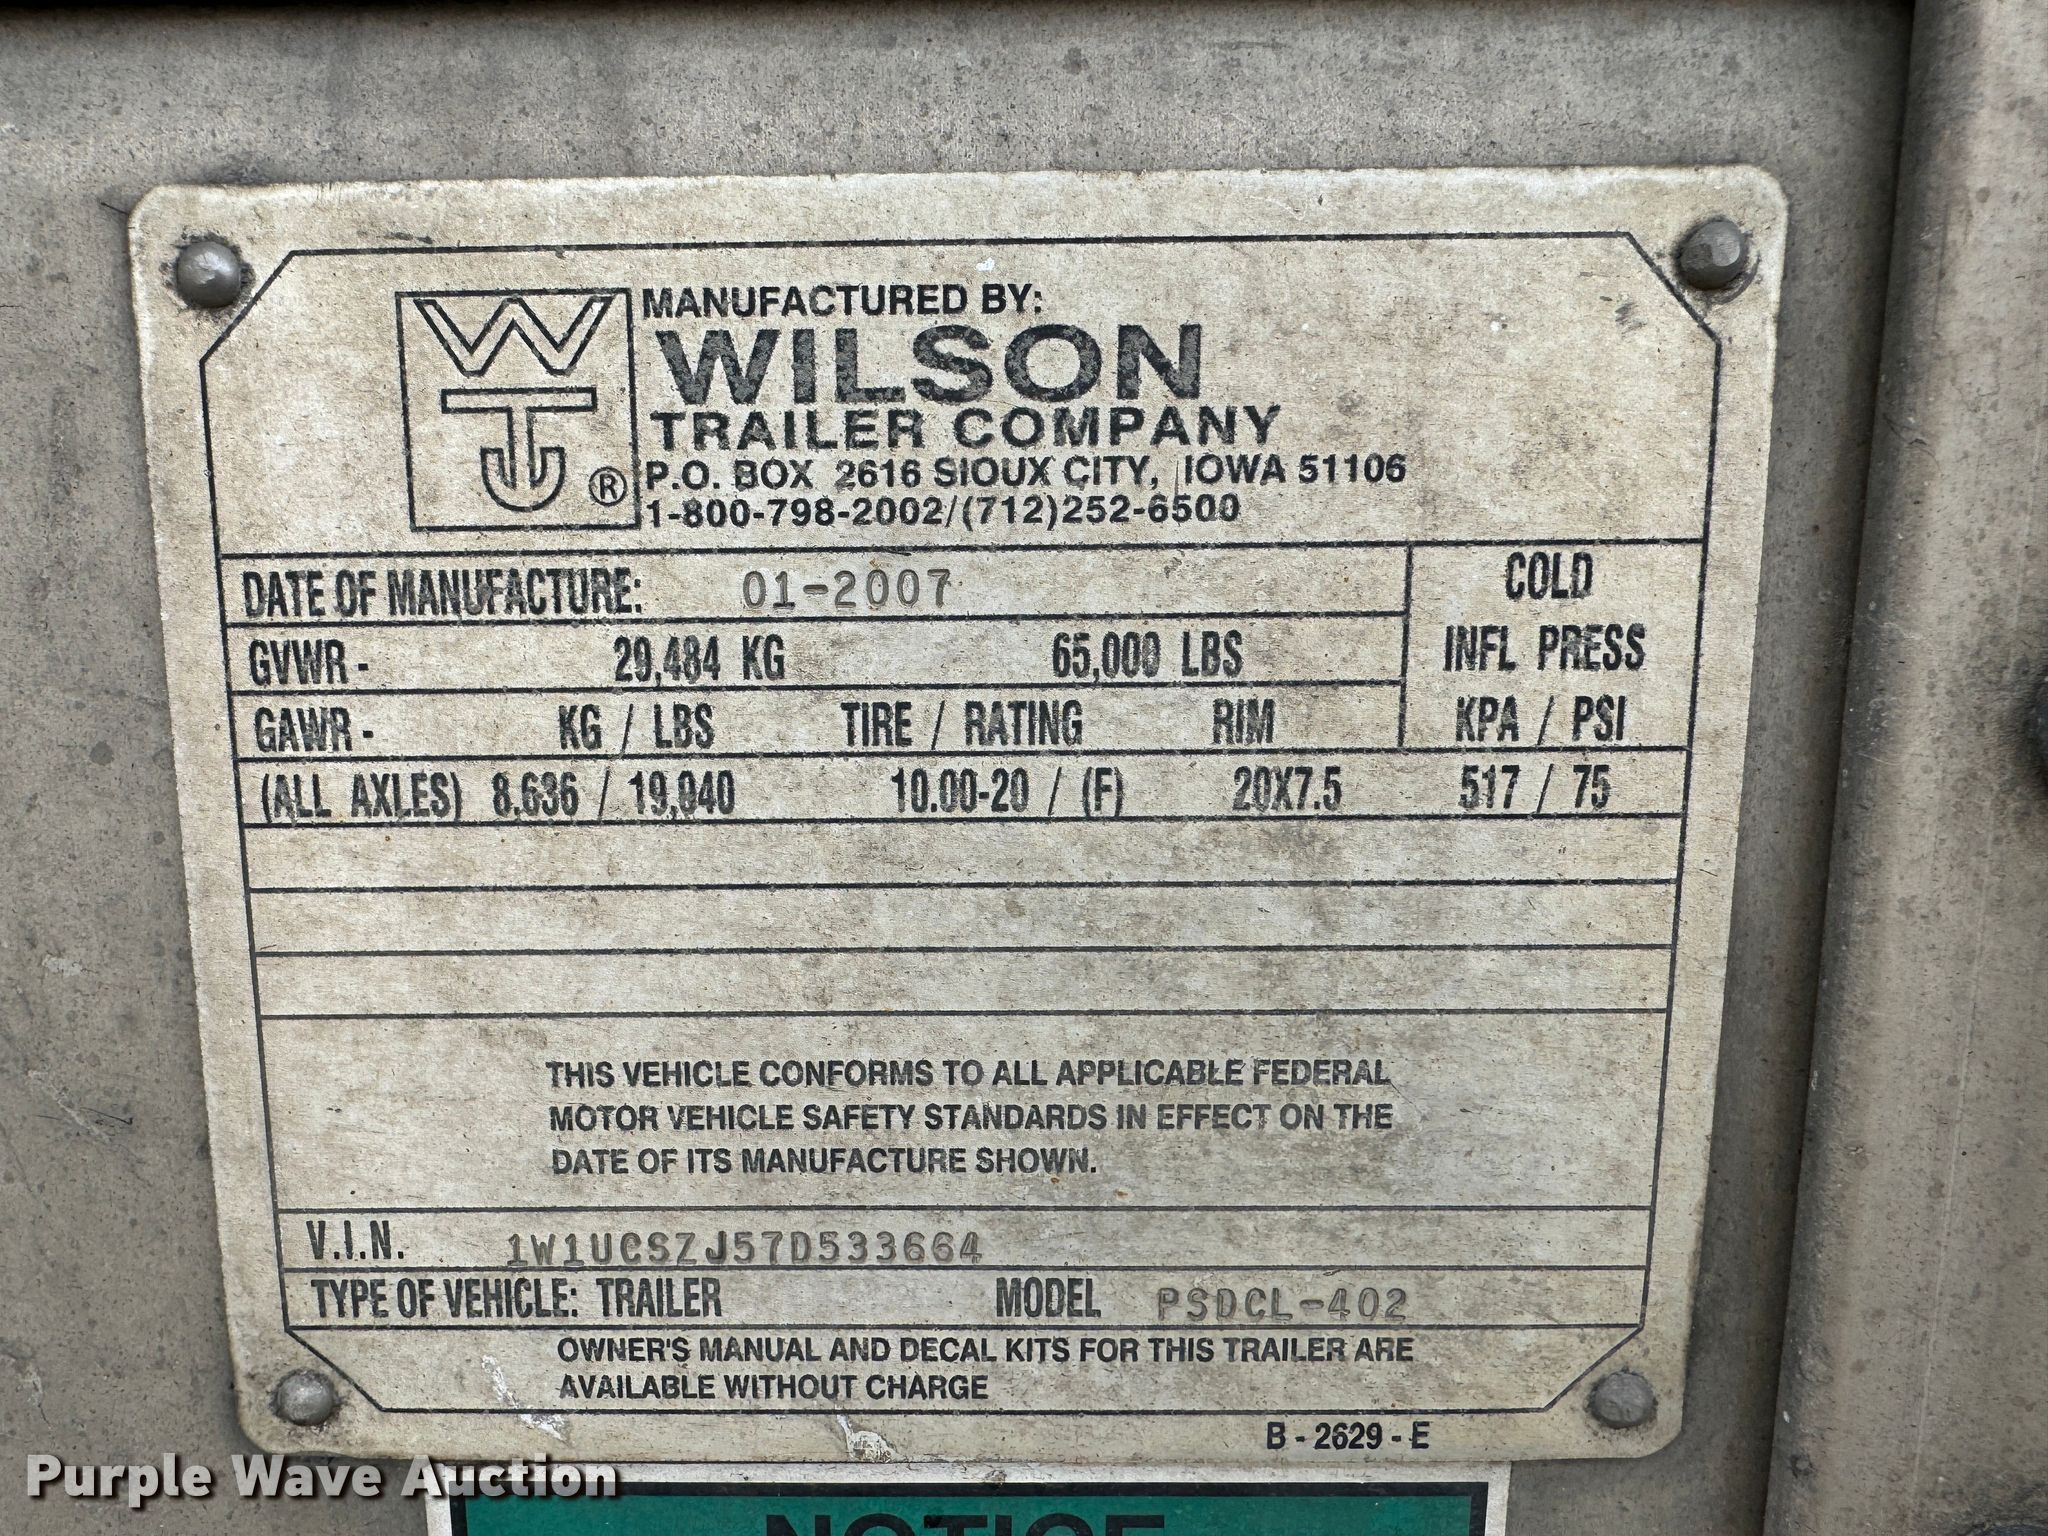 MANUFACTURED BY:
WILSON
TRAILER COMPANY
P.O. BOX 2616 SIOUX CITY, IOWA 51106
1-800-798-2002/(712)252-6500
WTJ ®
DATE OF MANUFACTURE: 01-2007
COLD
INFL PRESS
KPA / PSI
GVWR - 29,484 KG 65,000 LBS
GAWR - KG / LBS TIRE / RATING RIM
(ALL AXLES) 8.636 / 19,040 10.00-20 / (F) 20X7.5 517 / 75
THIS VEHICLE CONFORMS TO ALL APPLICABLE FEDERAL
MOTOR VEHICLE SAFETY STANDARDS IN EFFECT ON THE
DATE OF ITS MANUFACTURE SHOWN.
V.I.N. 1W1UCSZJ57D533664
TYPE OF VEHICLE: TRAILER MODEL PSDCL-402
OWNER'S MANUAL AND DECAL KITS FOR THIS TRAILER ARE
AVAILABLE WITHOUT CHARGE
B - 2629 - E
Purple Wave Auction
NOTICE